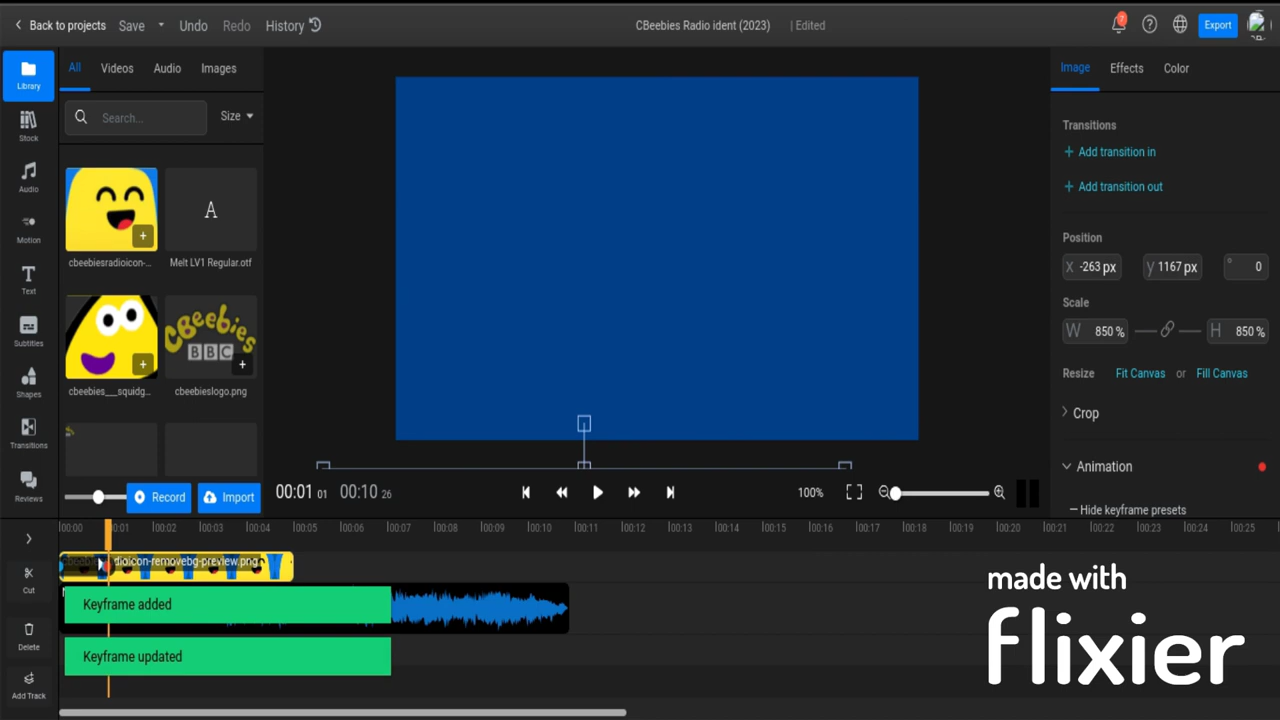 Back to projects Save Undo Redo History CBeebies Radio ident (2023) | Edited 7 Export
Library
Stock
Audio
Motion
Text
Subtitles
Shapes
Transitions
Reviews
All Videos Audio Images
Search... Size
A
cbeebiesradioicon-... Melt LV1 Regular.otf
CBeebies
BBC
cbeebies___squidg... cbeebieslogo.png
Record Import
Image Effects Color
Transitions
+ Add transition in
+ Add transition out
Position
X -263 px y 1167 px ° 0
Scale
W 850 % H 850 %
Resize Fit Canvas or Fill Canvas
Crop
Animation
Hide keyframe presets
00:01 01 00:10 26 100%
00:00 00:01 00:02 00:03 00:04 00:05 00:06 00:07 00:08 00:09 00:10 00:11 00:12 00:13 00:14 00:15 00:16 00:17 00:18 00:19 00:20 00:21 00:22 00:23 00:24 00:25
Cut
Delete
Add Track
dioicon-removebg-preview.png
Keyframe added
Keyframe updated
made with
flixier